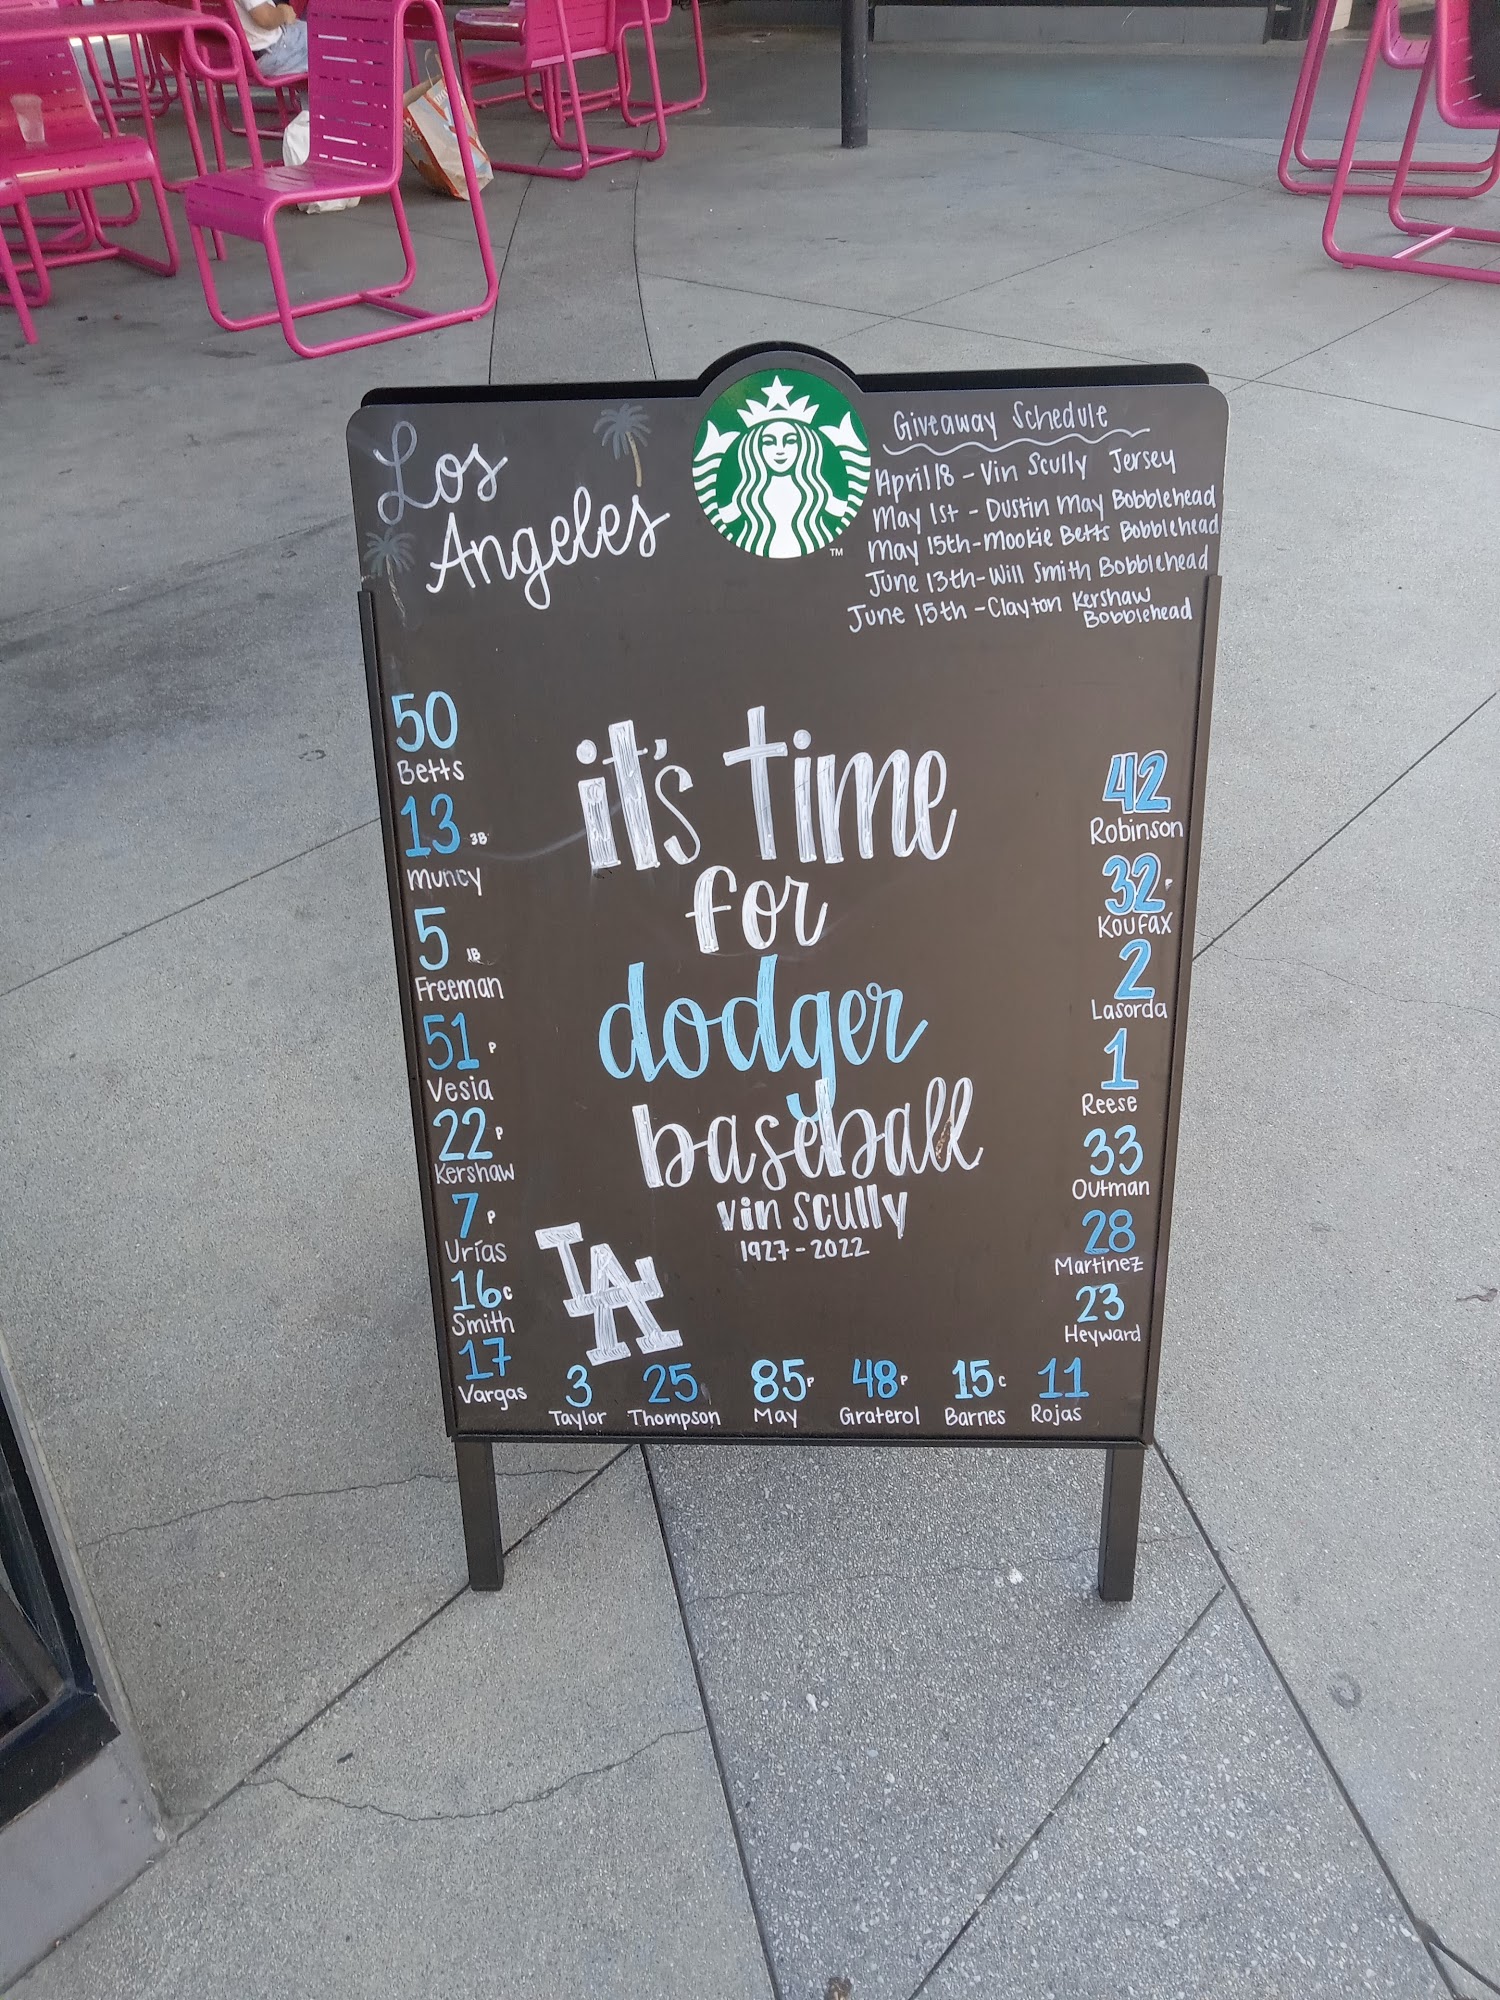 Los
Angeles
Giveaway Schedule
April 18 - Vin Scully Jersey
May 1st - Dustin May Bobblehead
May 15th - Mookie Betts Bobblehead
June 13th - Will Smith Bobblehead
June 15th - Clayton Kershaw
Bobblehead
TM
50
Betts
13 3B
Muncy
5 1B
Freeman
51 P
Vesia
22 P
Kershaw
7 P
Urías
16 C
Smith
17
Vargas
it's time
for
dodger
baseball
vin scully
1927-2022
LA
42
Robinson
32 P
Koufax
2
Lasorda
1
Reese
33
Outman
28
Martinez
23
Heyward
3
Taylor
25
Thompson
85 P
May
48 P
Graterol
15 C
Barnes
11
Rojas